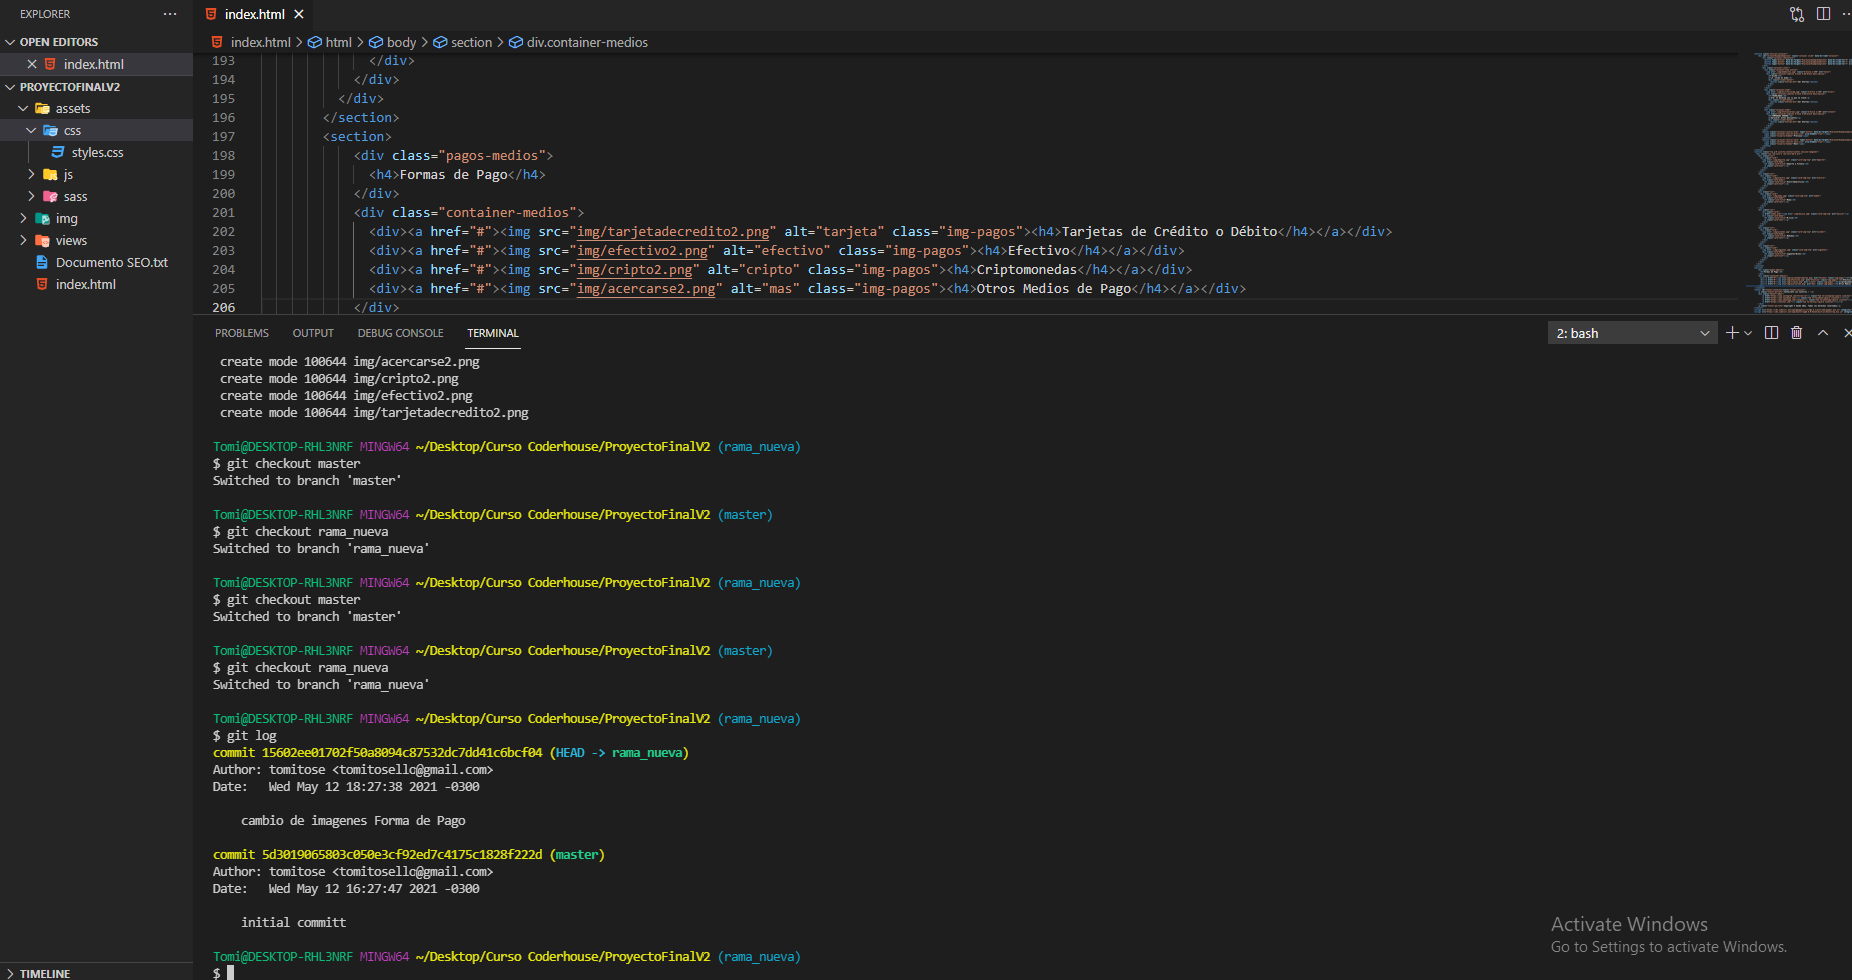 EXPLORER
OPEN EDITORS
index.html
PROYECTOFINALV2
assets
css
styles.css
js
sass
img
views
Documento SEO.txt
index.html
TIMELINE
index.html
index.html > html > body > section > div.container-medios
193 </div>
194 </div>
195 </div>
196 </section>
197 <section>
198 <div class="pagos-medios">
199 <h4>Formas de Pago</h4>
200 </div>
201 <div class="container-medios">
202 <div><a href="#"><img src="img/tarjetadecredito2.png" alt="tarjeta" class="img-pagos"><h4>Tarjetas de Crédito o Débito</h4></a></div>
203 <div><a href="#"><img src="img/efectivo2.png" alt="efectivo" class="img-pagos"><h4>Efectivo</h4></a></div>
204 <div><a href="#"><img src="img/cripto2.png" alt="cripto" class="img-pagos"><h4>Criptomonedas</h4></a></div>
205 <div><a href="#"><img src="img/acercarse2.png" alt="mas" class="img-pagos"><h4>Otros Medios de Pago</h4></a></div>
206 </div>
PROBLEMS OUTPUT DEBUG CONSOLE TERMINAL 2: bash
create mode 100644 img/acercarse2.png
create mode 100644 img/cripto2.png
create mode 100644 img/efectivo2.png
create mode 100644 img/tarjetadecredito2.png
Tomi@DESKTOP-RHL3NRF MINGW64 ~/Desktop/Curso Coderhouse/ProyectoFinalV2 (rama_nueva)
$ git checkout master
Switched to branch 'master'
Tomi@DESKTOP-RHL3NRF MINGW64 ~/Desktop/Curso Coderhouse/ProyectoFinalV2 (master)
$ git checkout rama_nueva
Switched to branch 'rama_nueva'
Tomi@DESKTOP-RHL3NRF MINGW64 ~/Desktop/Curso Coderhouse/ProyectoFinalV2 (rama_nueva)
$ git checkout master
Switched to branch 'master'
Tomi@DESKTOP-RHL3NRF MINGW64 ~/Desktop/Curso Coderhouse/ProyectoFinalV2 (master)
$ git checkout rama_nueva
Switched to branch 'rama_nueva'
Tomi@DESKTOP-RHL3NRF MINGW64 ~/Desktop/Curso Coderhouse/ProyectoFinalV2 (rama_nueva)
$ git log
commit 15602ee01702f50a8094c87532dc7dd41c6bcf04 (HEAD -> rama_nueva)
Author: tomitose <tomitosello@gmail.com>
Date: Wed May 12 18:27:38 2021 -0300
cambio de imagenes Forma de Pago
commit 5d3019065803c050e3cf92ed7c4175c1828f222d (master)
Author: tomitose <tomitosello@gmail.com>
Date: Wed May 12 16:27:47 2021 -0300
initial committ
Tomi@DESKTOP-RHL3NRF MINGW64 ~/Desktop/Curso Coderhouse/ProyectoFinalV2 (rama_nueva)
$
Activate Windows
Go to Settings to activate Windows.